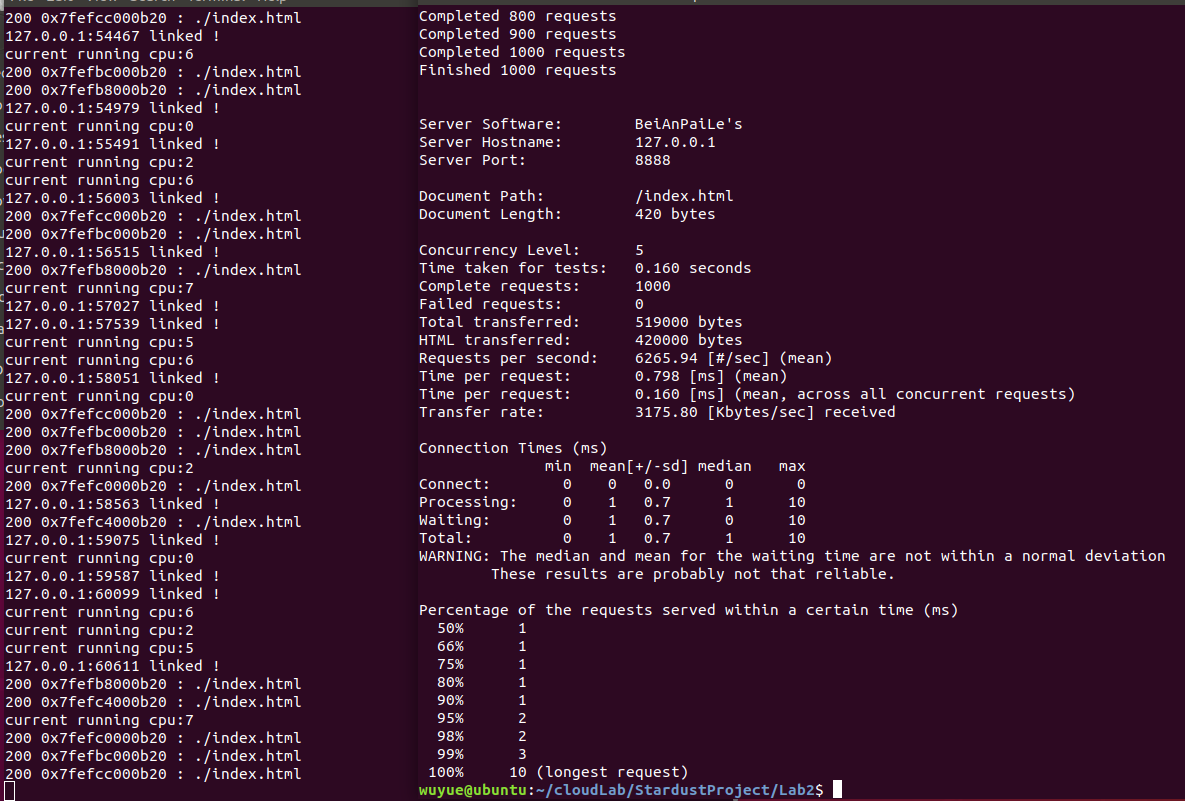 200 0x7fefcc000b20 : ./index.html
127.0.0.1:54467 linked !
current running cpu:6
200 0x7fefbc000b20 : ./index.html
200 0x7fefb8000b20 : ./index.html
127.0.0.1:54979 linked !
current running cpu:0
127.0.0.1:55491 linked !
current running cpu:2
current running cpu:6
127.0.0.1:56003 linked !
200 0x7fefcc000b20 : ./index.html
200 0x7fefbc000b20 : ./index.html
127.0.0.1:56515 linked !
200 0x7fefb8000b20 : ./index.html
current running cpu:7
127.0.0.1:57027 linked !
127.0.0.1:57539 linked !
current running cpu:5
current running cpu:6
127.0.0.1:58051 linked !
current running cpu:0
200 0x7fefcc000b20 : ./index.html
200 0x7fefbc000b20 : ./index.html
200 0x7fefb8000b20 : ./index.html
current running cpu:2
200 0x7fefc0000b20 : ./index.html
127.0.0.1:58563 linked !
200 0x7fefc4000b20 : ./index.html
127.0.0.1:59075 linked !
current running cpu:0
127.0.0.1:59587 linked !
127.0.0.1:60099 linked !
current running cpu:6
current running cpu:2
current running cpu:5
127.0.0.1:60611 linked !
200 0x7fefb8000b20 : ./index.html
200 0x7fefc4000b20 : ./index.html
current running cpu:7
200 0x7fefc0000b20 : ./index.html
200 0x7fefbc000b20 : ./index.html
200 0x7fefcc000b20 : ./index.html
Completed 800 requests
Completed 900 requests
Completed 1000 requests
Finished 1000 requests
Server Software: BeiAnPaiLe's
Server Hostname: 127.0.0.1
Server Port: 8888
Document Path: /index.html
Document Length: 420 bytes
Concurrency Level: 5
Time taken for tests: 0.160 seconds
Complete requests: 1000
Failed requests: 0
Total transferred: 519000 bytes
HTML transferred: 420000 bytes
Requests per second: 6265.94 [#/sec] (mean)
Time per request: 0.798 [ms] (mean)
Time per request: 0.160 [ms] (mean, across all concurrent requests)
Transfer rate: 3175.80 [Kbytes/sec] received
Connection Times (ms)
min mean[+/-sd] median max
Connect: 0 0 0.0 0 0
Processing: 0 1 0.7 1 10
Waiting: 0 1 0.7 0 10
Total: 0 1 0.7 1 10
WARNING: The median and mean for the waiting time are not within a normal deviation
These results are probably not that reliable.
Percentage of the requests served within a certain time (ms)
50% 1
66% 1
75% 1
80% 1
90% 1
95% 2
98% 2
99% 3
100% 10 (longest request)
wuyue@ubuntu:~/cloudLab/StardustProject/Lab2$